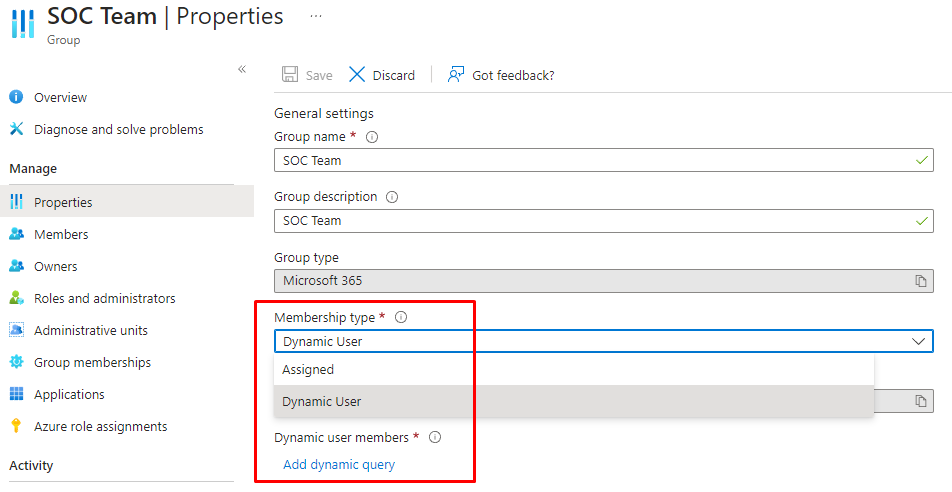 SOC Team | Properties ...
Group
«
Overview
Diagnose and solve problems
Manage
Properties
Members
Owners
Roles and administrators
Administrative units
Group memberships
Applications
Azure role assignments
Activity
Save Discard Got feedback?
General settings
Group name *
SOC Team
Group description
SOC Team
Group type
Microsoft 365
Membership type *
Dynamic User
Assigned
Dynamic User
Dynamic user members *
Add dynamic query